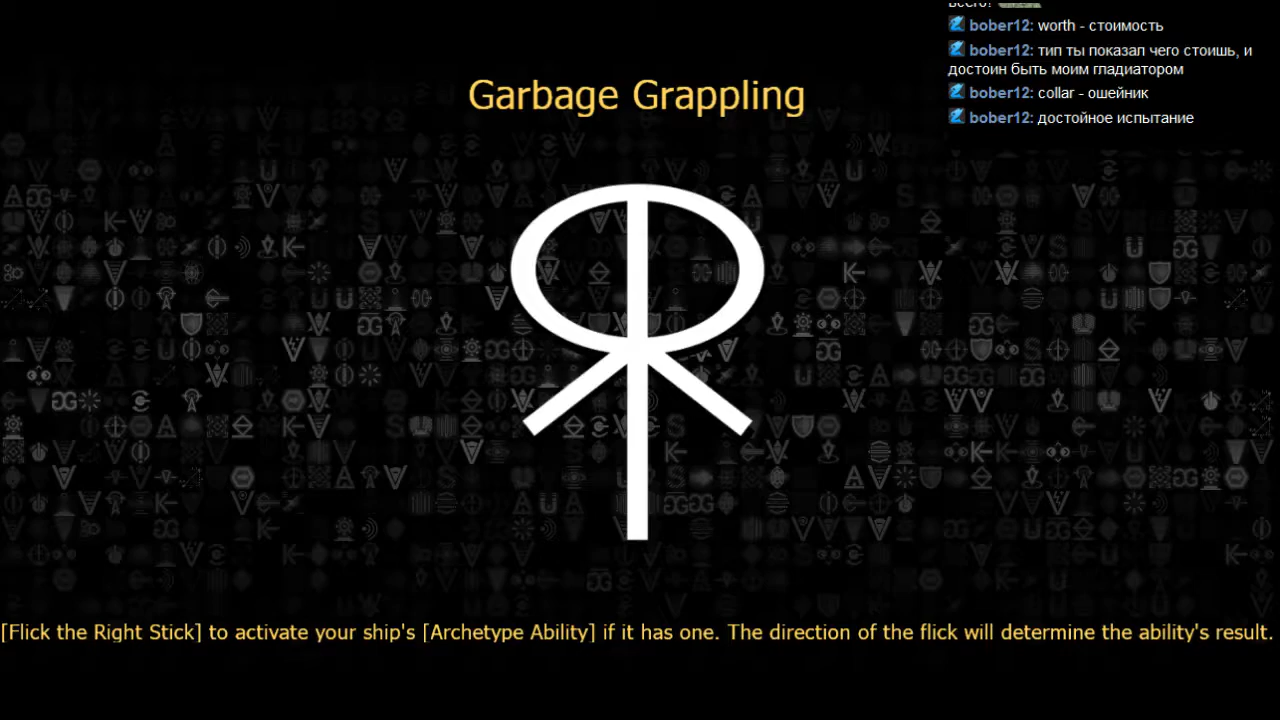 всего!
bober12: worth - стоимость
bober12: тип ты показал чего стоишь, и
достоин быть моим гладиатором
bober12: collar - ошейник
bober12: достойное испытание
Garbage Grappling
[Flick the Right Stick] to activate your ship's [Archetype Ability] if it has one. The direction of the flick will determine the ability's result.